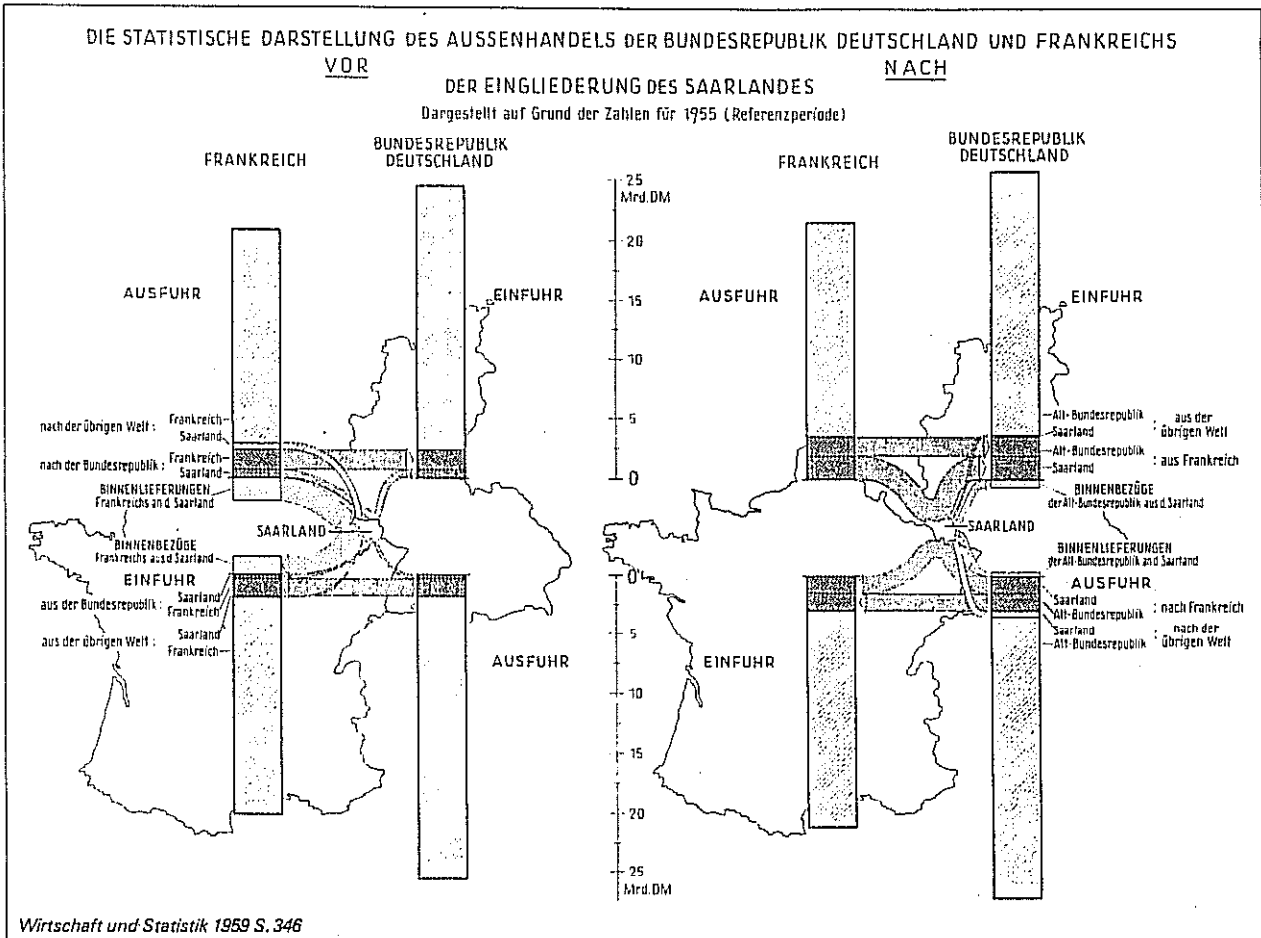 DIE STATISTISCHE DARSTELLUNG DES AUSSENHANDELS DER BUNDESREPUBLIK DEUTSCHLAND UND FRANKREICHS
VOR
NACH
DER EINGLIEDERUNG DES SAARLANDES
Dargestellt auf Grund der Zahlen für 1955 (Referenzperiode)
FRANKREICH
BUNDESREPUBLIK
DEUTSCHLAND
AUSFUHR
EINFUHR
nach der übrigen Welt :
Frankreich
Saarland
nach der Bundesrepublik :
Frankreich
Saarland
BINNENLIEFERUNGEN
Frankreichs an d. Saarland
SAARLAND
BINNENBEZÜGE
Frankreichs aus d. Saarland
EINFUHR
aus der Bundesrepublik :
Saarland
Frankreich
aus der übrigen Welt :
Saarland
Frankreich
AUSFUHR
25
Mrd.DM
20
15
10
5
0
0
5
10
15
20
25
Mrd.DM
FRANKREICH
BUNDESREPUBLIK
DEUTSCHLAND
AUSFUHR
EINFUHR
Alt-Bundesrepublik
Saarland
: aus der
übrigen Welt
Alt-Bundesrepublik
Saarland
: aus Frankreich
BINNENBEZÜGE
der Alt-Bundesrepublik aus d. Saarland
SAARLAND
BINNENLIEFERUNGEN
der Alt-Bundesrepublik an d. Saarland
AUSFUHR
Saarland
Alt-Bundesrepublik
: nach Frankreich
Saarland
Alt-Bundesrepublik
: nach der
übrigen Welt
EINFUHR
Wirtschaft und Statistik 1959 S. 346